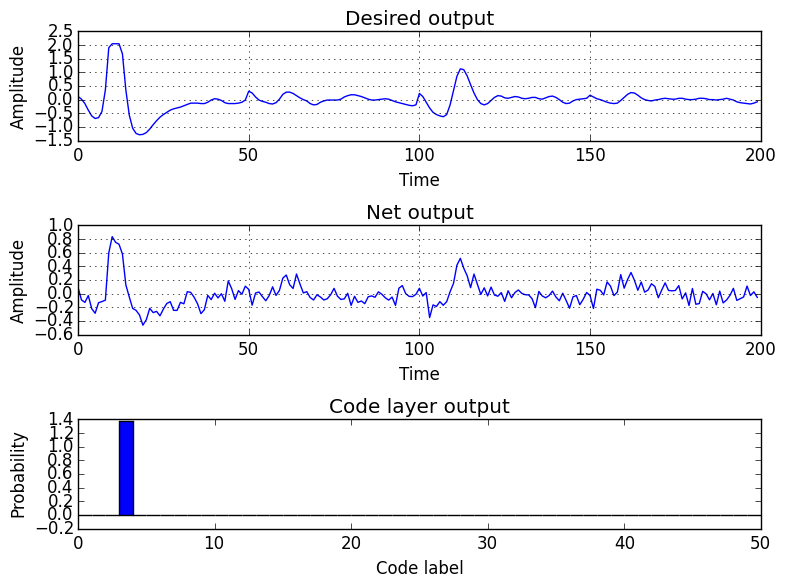 Desired output
2.5
2.0
1.5
1.0
0.5
0.0
−0.5
−1.0
−1.5
Amplitude
0 50 100 150 200
Time
Net output
1.0
0.8
0.6
0.4
0.2
0.0
−0.2
−0.4
−0.6
Amplitude
0 50 100 150 200
Time
Code layer output
1.4
1.2
1.0
0.8
0.6
0.4
0.2
0.0
−0.2
Probability
0 10 20 30 40 50
Code label